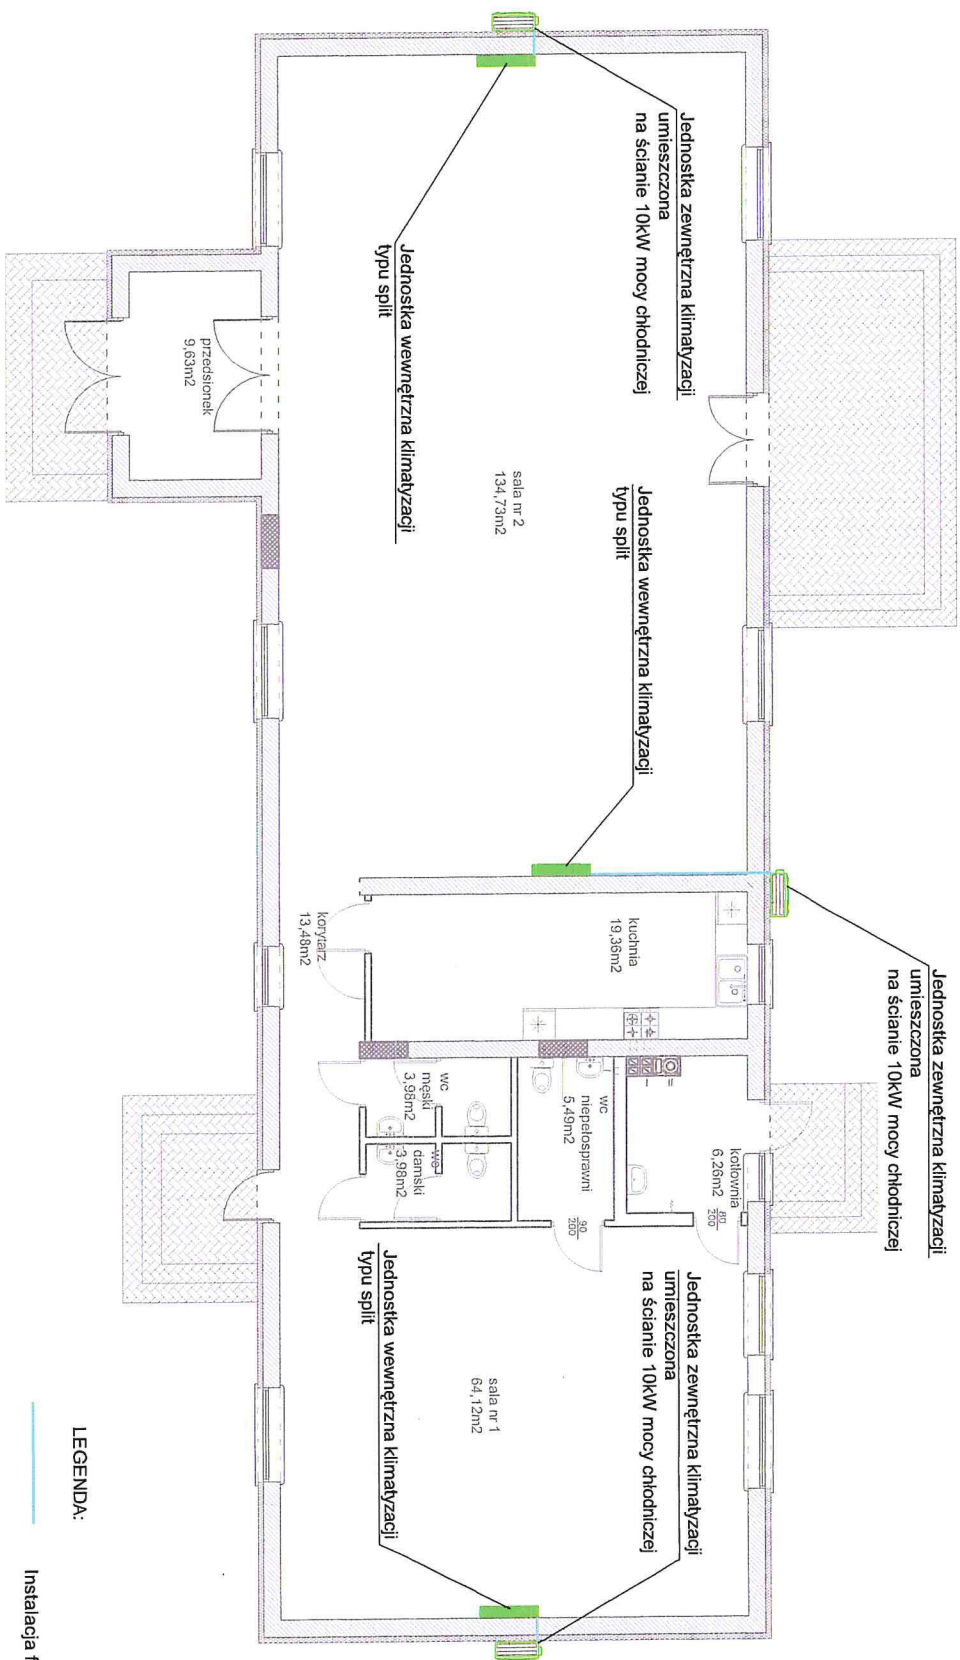 Jednostka zewnętrzna klimatyzacji
umieszczona
na ścianie 10kW mocy chłodniczej
Jednostka wewnętrzna klimatyzacji
typu split
przedsionek
9,63m2
sala nr 2
134,73m2
Jednostka wewnętrzna klimatyzacji
typu split
Jednostka zewnętrzna klimatyzacji
umieszczona
na ścianie 10kW mocy chłodniczej
kuchnia
19,36m2
korytarz
13,48m2
wc
męski
3,98m2
wc
damski
3,98m2
wc
niepełosprawni
5,49m2
90
200
kotłownia
6,26m2
80
200
Jednostka zewnętrzna klimatyzacji
umieszczona
na ścianie 10kW mocy chłodniczej
sala nr 1
64,12m2
Jednostka wewnętrzna klimatyzacji
typu split
LEGENDA:
Instalacja